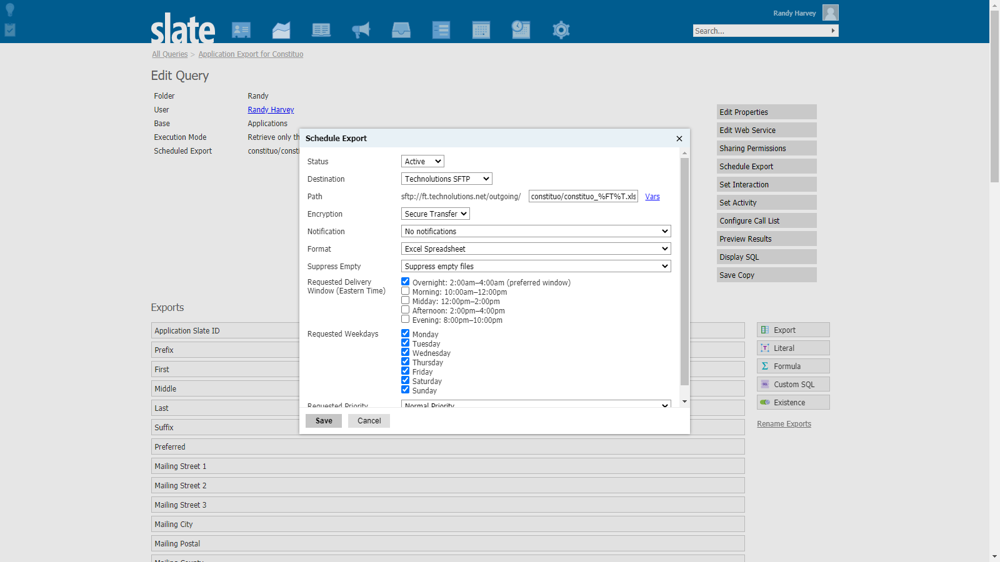 Randy Harvey
slate
Search...
All Queries > Application Export for Constituo
Edit Query
Folder Randy
User Randy Harvey
Base Applications
Execution Mode Retrieve only th
Scheduled Export constituo/consti
Edit Properties
Edit Web Service
Sharing Permissions
Schedule Export
Set Interaction
Set Activity
Configure Call List
Preview Results
Display SQL
Save Copy
Schedule Export
Status Active
Destination Technolutions SFTP
Path sftp://ft.technolutions.net/outgoing/ constituo/constituo_%FT%T.xls Vars
Encryption Secure Transfer
Notification No notifications
Format Excel Spreadsheet
Suppress Empty Suppress empty files
Requested Delivery
Window (Eastern Time)
Overnight: 2:00am–4:00am (preferred window)
Morning: 10:00am–12:00pm
Midday: 12:00pm–2:00pm
Afternoon: 2:00pm–4:00pm
Evening: 8:00pm–10:00pm
Requested Weekdays
Monday
Tuesday
Wednesday
Thursday
Friday
Saturday
Sunday
Requested Priority Normal Priority
Save Cancel
Exports
Application Slate ID
Prefix
First
Middle
Last
Suffix
Preferred
Mailing Street 1
Mailing Street 2
Mailing Street 3
Mailing City
Mailing Postal
Mailing County
Export
Literal
Formula
SQL Custom SQL
Existence
Rename Exports